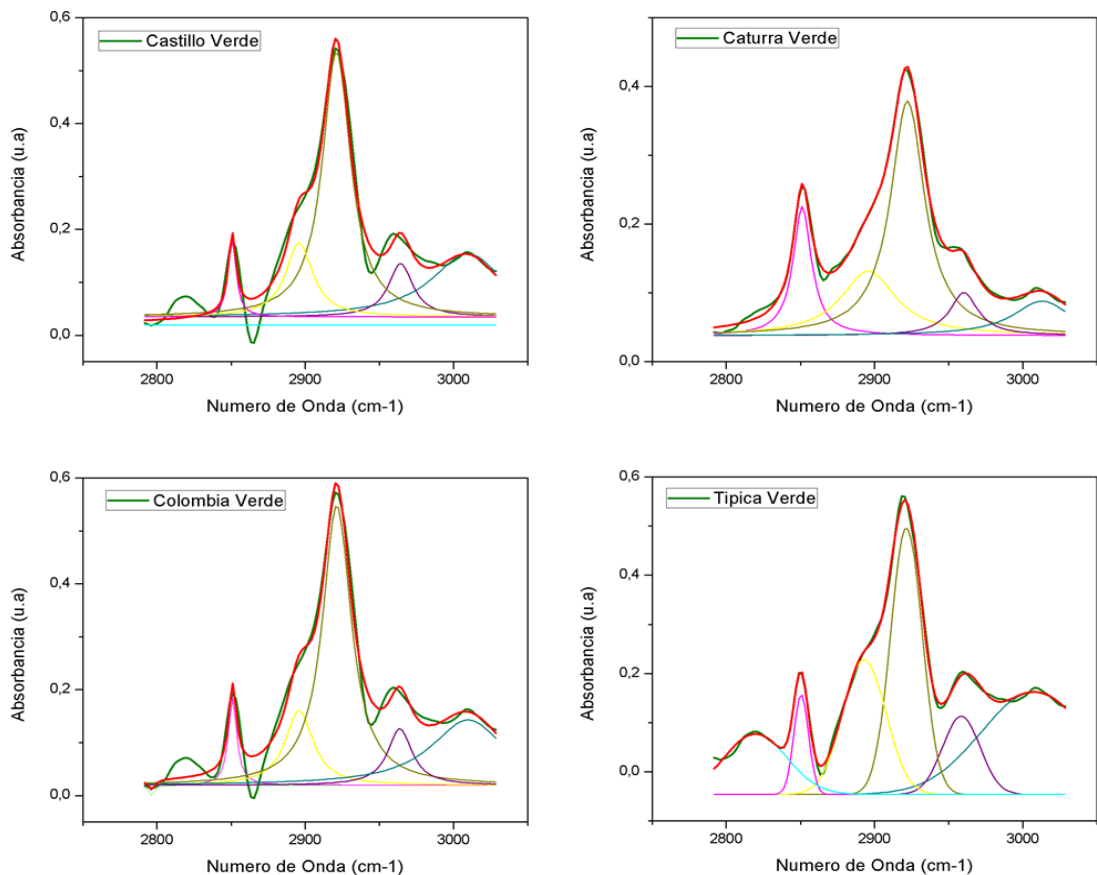 Castillo Verde
Absorbancia (u.a)
0,6
0,4
0,2
0,0
2800 2900 3000
Numero de Onda (cm-1)
Caturra Verde
Absorbancia (u.a)
0,4
0,2
0,0
2800 2900 3000
Numero de Onda (cm-1)
Colombia Verde
Absorbancia (u.a)
0,6
0,4
0,2
0,0
2800 2900 3000
Numero de Onda (cm-1)
Tipica Verde
Absorbancia (u.a)
0,6
0,4
0,2
0,0
2800 2900 3000
Numero de Onda (cm-1)